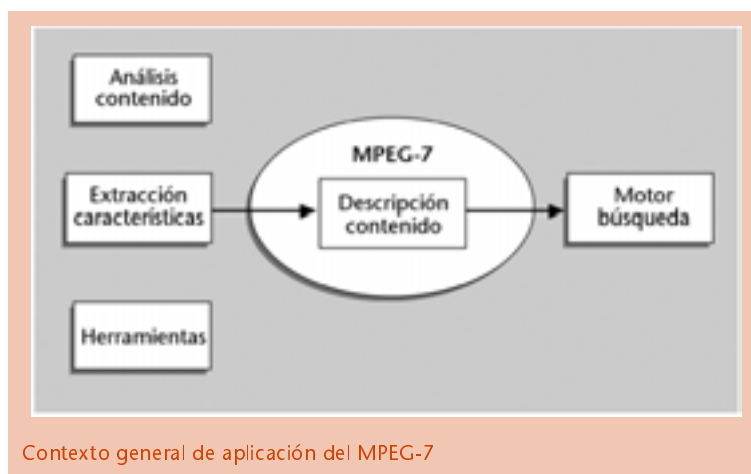 Análisis
contenido
MPEG-7
Extracción
características
Descripción
contenido
Motor
búsqueda
Herramientas
Contexto general de aplicación del MPEG-7